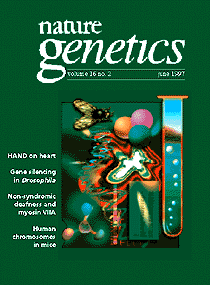 nature
genetics
volume 16 no. 2
june 1997
HAND on heart
Gene silencing
in Drosophila
Non-syndromic
deafness and
myosin VIIA
Human
chromosomes
in mice